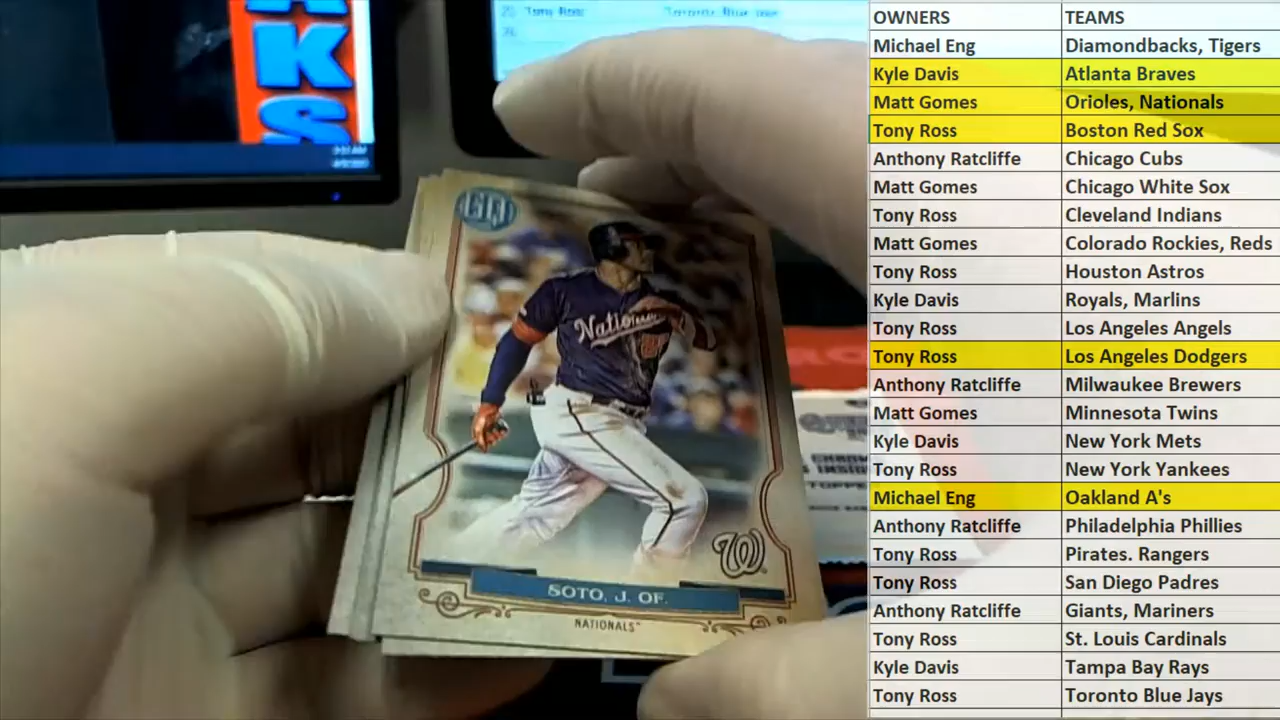 KS
Tony Ross
Toronto Blue Jays
GQ
Nationals
W
SOTO, J. OF.
NATIONALS
OWNERS TEAMS
Michael Eng Diamondbacks, Tigers
Kyle Davis Atlanta Braves
Matt Gomes Orioles, Nationals
Tony Ross Boston Red Sox
Anthony Ratcliffe Chicago Cubs
Matt Gomes Chicago White Sox
Tony Ross Cleveland Indians
Matt Gomes Colorado Rockies, Reds
Tony Ross Houston Astros
Kyle Davis Royals, Marlins
Tony Ross Los Angeles Angels
Tony Ross Los Angeles Dodgers
Anthony Ratcliffe Milwaukee Brewers
Matt Gomes Minnesota Twins
Kyle Davis New York Mets
Tony Ross New York Yankees
Michael Eng Oakland A's
Anthony Ratcliffe Philadelphia Phillies
Tony Ross Pirates. Rangers
Tony Ross San Diego Padres
Anthony Ratcliffe Giants, Mariners
Tony Ross St. Louis Cardinals
Kyle Davis Tampa Bay Rays
Tony Ross Toronto Blue Jays